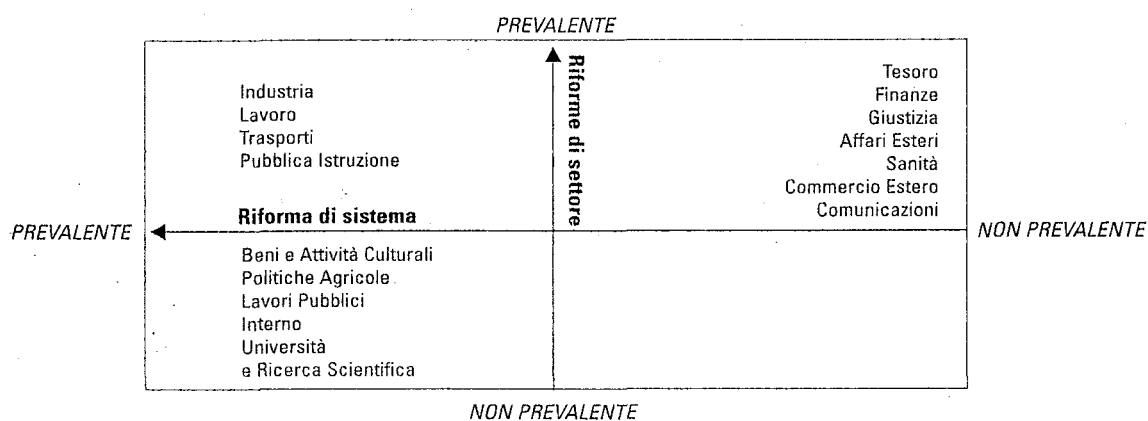 PREVALENTE
Riforme di settore
Industria
Lavoro
Trasporti
Pubblica Istruzione
Tesoro
Finanze
Giustizia
Affari Esteri
Sanità
Commercio Estero
Comunicazioni
Riforma di sistema
PREVALENTE
NON PREVALENTE
Beni e Attività Culturali
Politiche Agricole
Lavori Pubblici
Interno
Università
e Ricerca Scientifica
NON PREVALENTE